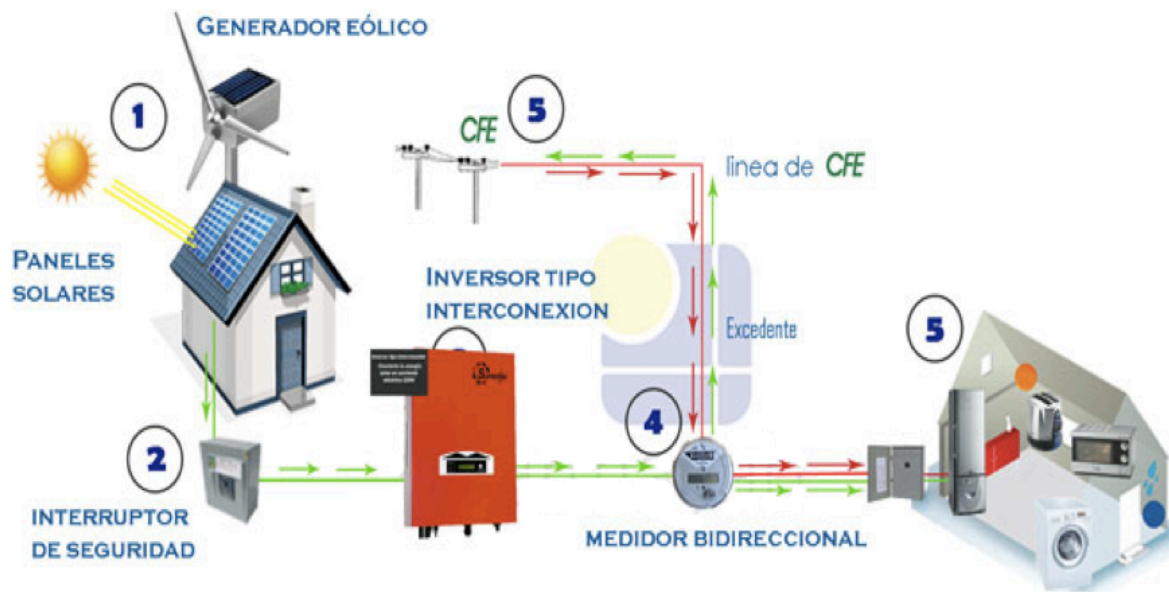 GENERADOR EÓLICO
1
5
CFE
linea de CFE
PANELES
SOLARES
INVERSOR TIPO
INTERCONEXION
Excedente
5
4
2
INTERRUPTOR
DE SEGURIDAD
MEDIDOR BIDIRECCIONAL